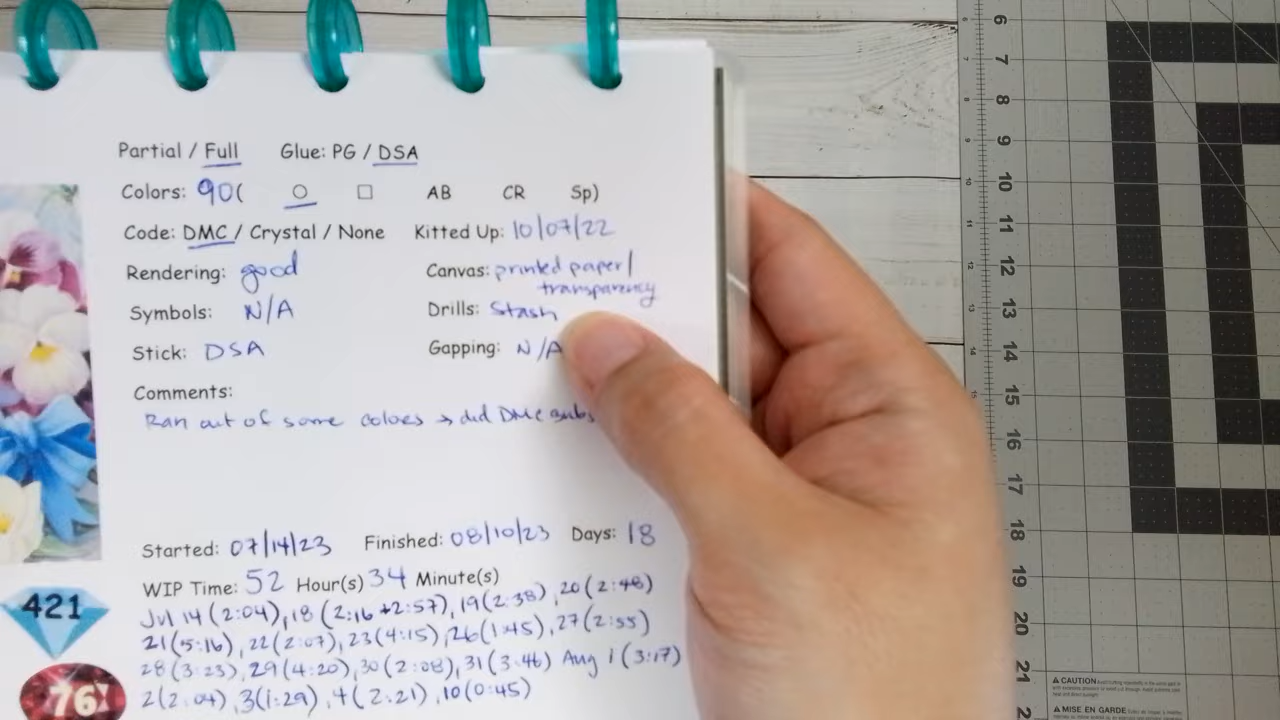 Partial / Full Glue: PG / DSA
Colors: 90( ○ □ AB CR Sp)
Code: DMC / Crystal / None Kitted Up: 10/07/22
Rendering: good Canvas: printed paper/
transparency
Symbols: N/A Drills: Stash
Stick: DSA Gapping: N/A
Comments:
Ran out of some colors → did DMC subs
Started: 07/14/23 Finished: 08/10/23 Days: 18
WIP Time: 52 Hour(s) 34 Minute(s)
Jul 14 (2:04), 18 (2:16 + 2:57), 19 (2:38), 20 (2:48)
21 (5:16), 22 (2:07), 23 (4:15), 26 (1:45), 27 (2:55)
28 (3:23), 29 (4:20), 30 (2:08), 31 (3:46) Aug 1 (3:17)
2 (2:04), 3 (1:29), 4 (2:21), 10 (0:45)
421
76
6
7
8
9
10
11
12
13
14
15
16
17
18
19
20
21
2
CAUTION
A MISE EN GARDE